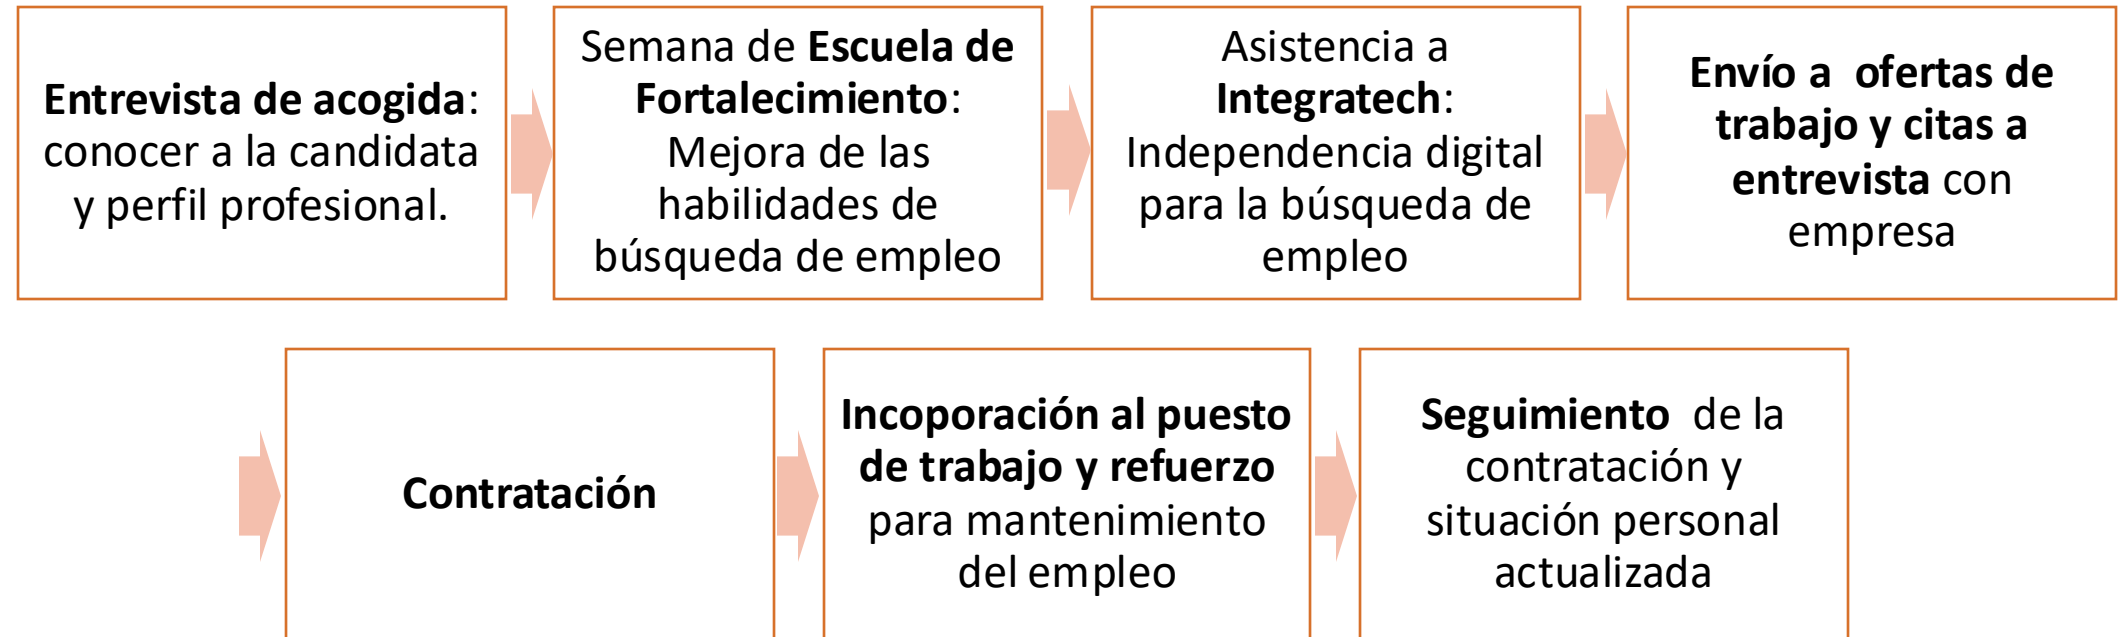 Entrevista de acogida:
conocer a la candidata
y perfil profesional.
Semana de Escuela de
Fortalecimiento:
Mejora de las
habilidades de
búsqueda de empleo
Asistencia a
Integratech:
Independencia digital
para la búsqueda de
empleo
Envío a  ofertas de
trabajo y citas a
entrevista con
empresa
Contratación
Incoporación al puesto
de trabajo y refuerzo
para mantenimiento
del empleo
Seguimiento  de la
contratación y
situación personal
actualizada